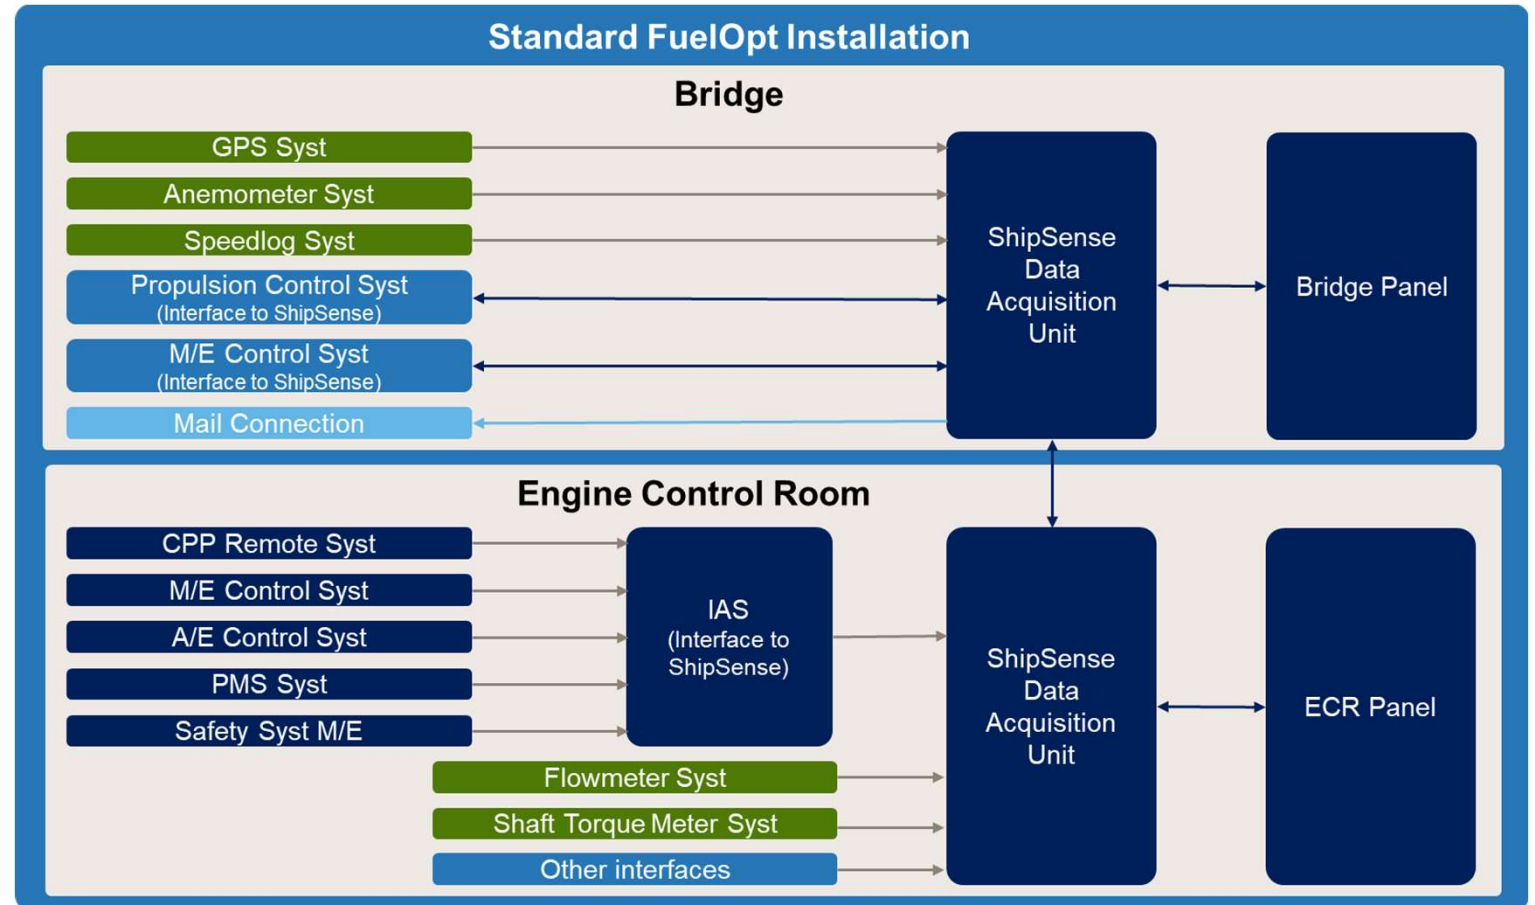 Standard FuelOpt Installation
Bridge
GPS Syst
Anemometer Syst
Speedlog Syst
Propulsion Control Syst
(Interface to ShipSense)
M/E Control Syst
(Interface to ShipSense)
Mail Connection
ShipSense
Data
Acquisition
Unit
Bridge Panel
Engine Control Room
CPP Remote Syst
M/E Control Syst
A/E Control Syst
PMS Syst
Safety Syst M/E
IAS
(Interface to
ShipSense)
Flowmeter Syst
Shaft Torque Meter Syst
Other interfaces
ShipSense
Data
Acquisition
Unit
ECR Panel